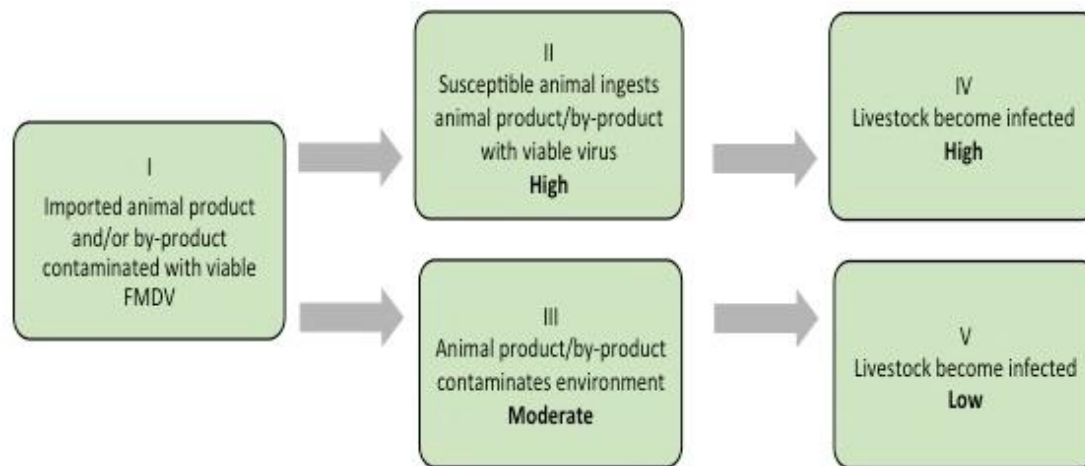 I
Imported animal product
and/or by-product
contaminated with viable
FMDV
II
Susceptible animal ingests
animal product/by-product
with viable virus
High
III
Animal product/by-product
contaminates environment
Moderate
IV
Livestock become infected
High
V
Livestock become infected
Low